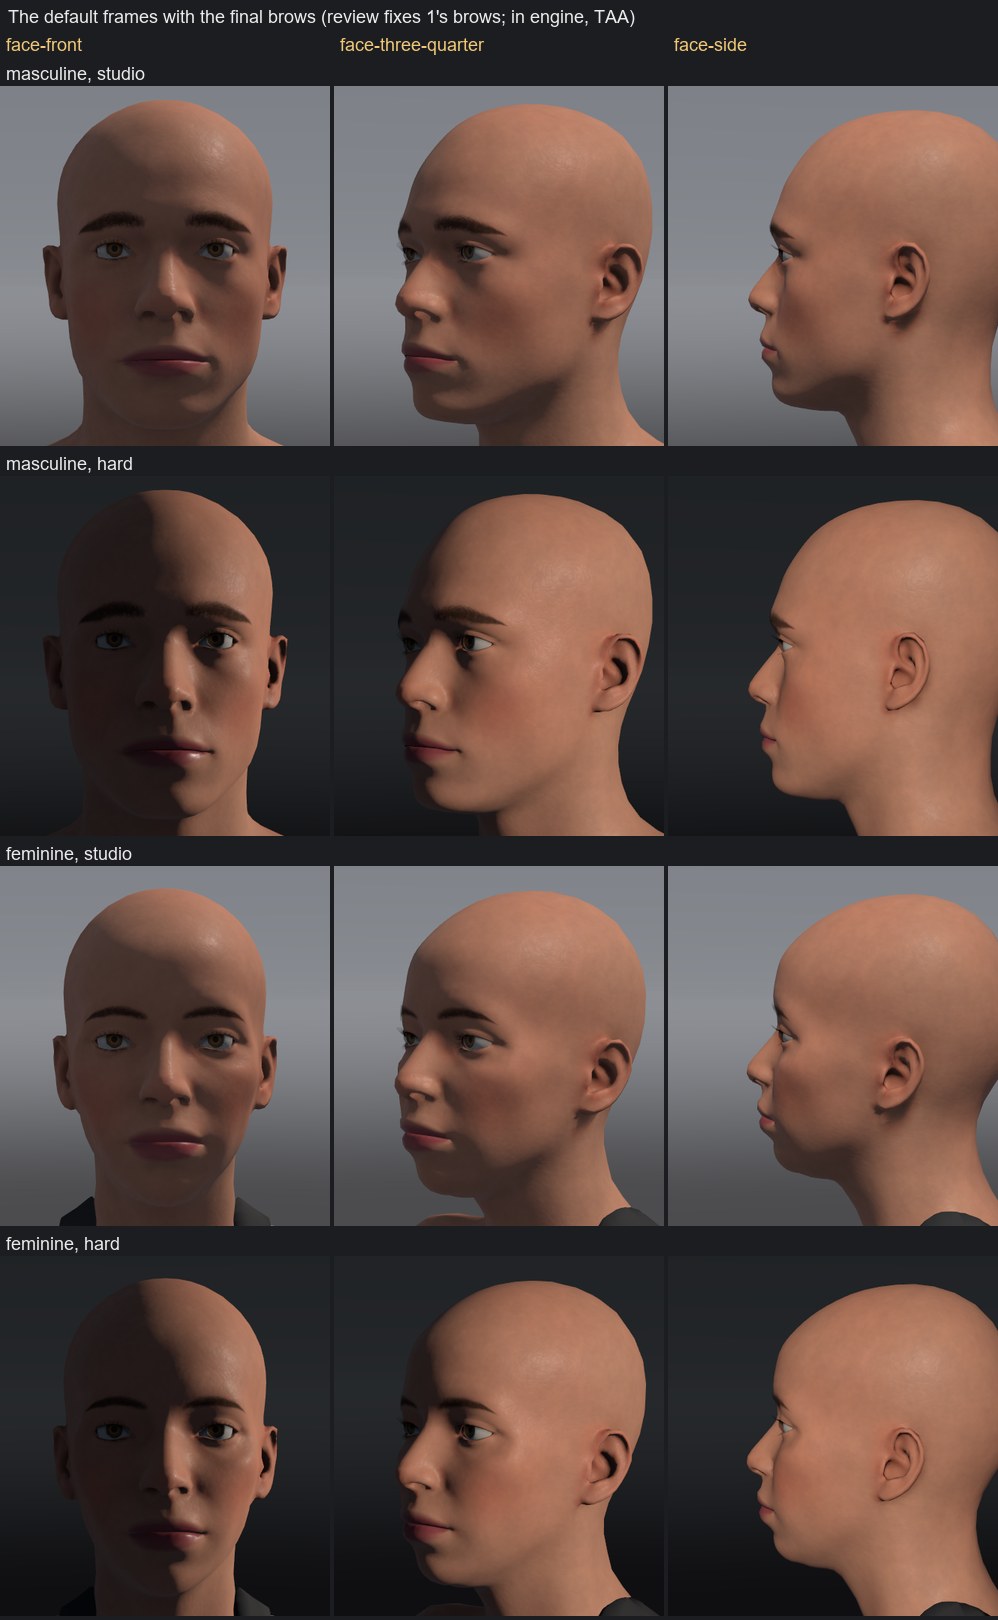 The default frames with the final brows (review fixes 1's brows; in engine, TAA)
face-front face-three-quarter face-side
masculine, studio
masculine, hard
feminine, studio
feminine, hard